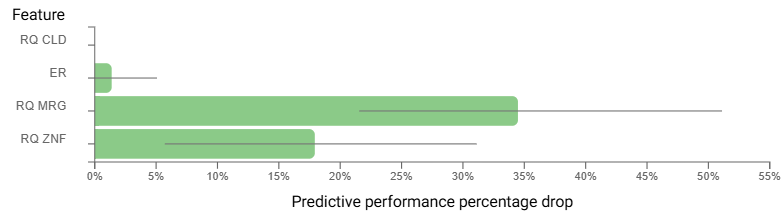 Feature
RQ CLD
ER
RQ MRG
RQ ZNF
0% 5% 10% 15% 20% 25% 30% 35% 40% 45% 50% 55%
Predictive performance percentage drop